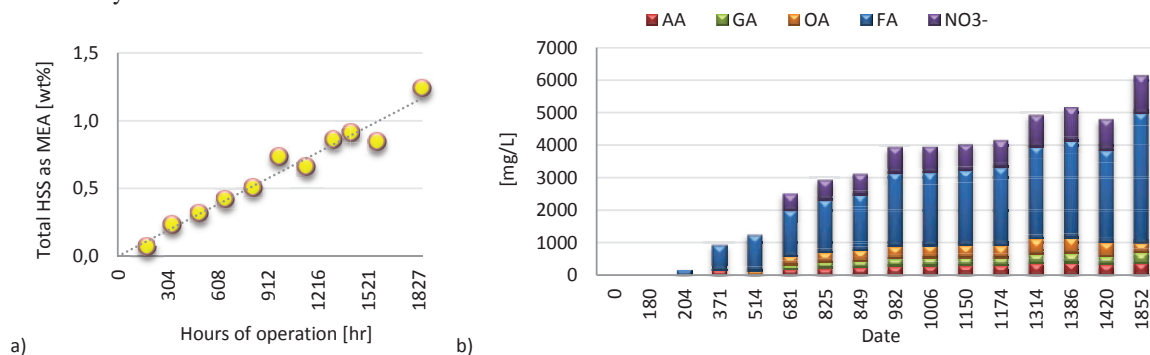 Total HSS as MEA [wt%]
1,5
1,0
0,5
0,0
0 304 608 912 1216 1521 1827
Hours of operation [hr]
a)
AA GA OA FA NO3-
[mg/L]
7000
6000
5000
4000
3000
2000
1000
0
0 180 204 371 514 681 825 849 982 1006 1150 1174 1314 1386 1420 1852
Date
b)